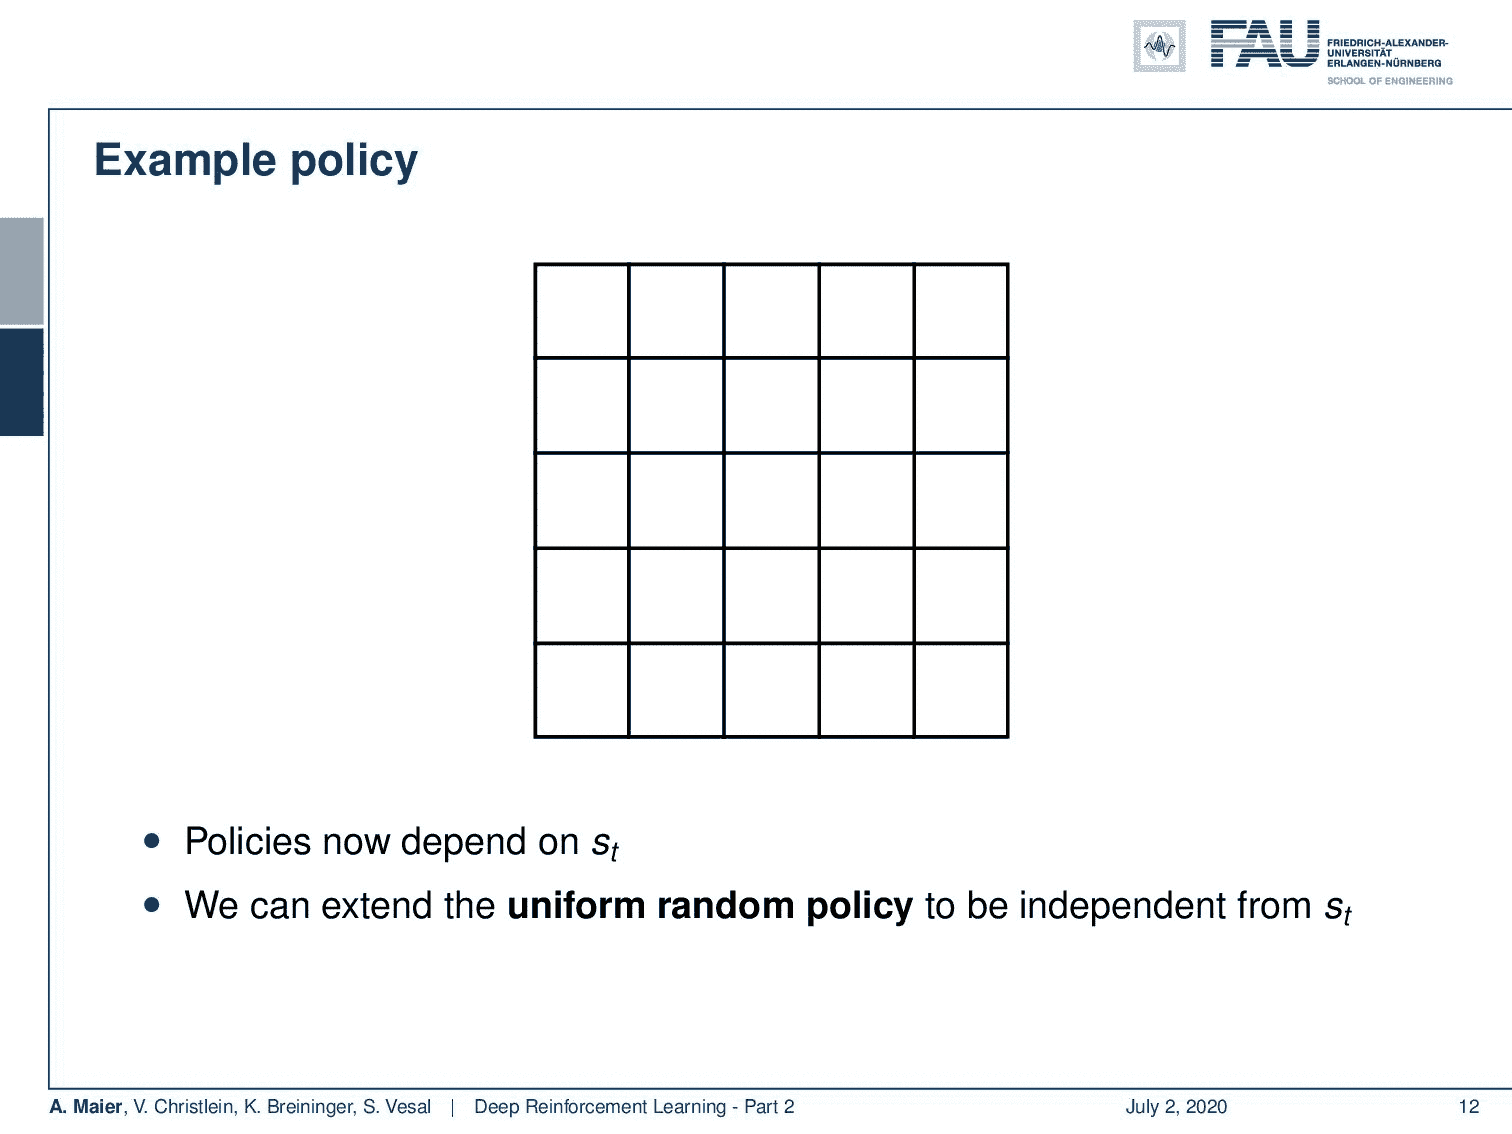 FAU
FRIEDRICH-ALEXANDER-
UNIVERSITÄT
ERLANGEN-NÜRNBERG
SCHOOL OF ENGINEERING
Example policy
• Policies now depend on s_t
• We can extend the uniform random policy to be independent from s_t
A. Maier, V. Christlein, K. Breininger, S. Vesal | Deep Reinforcement Learning - Part 2 July 2, 2020 12